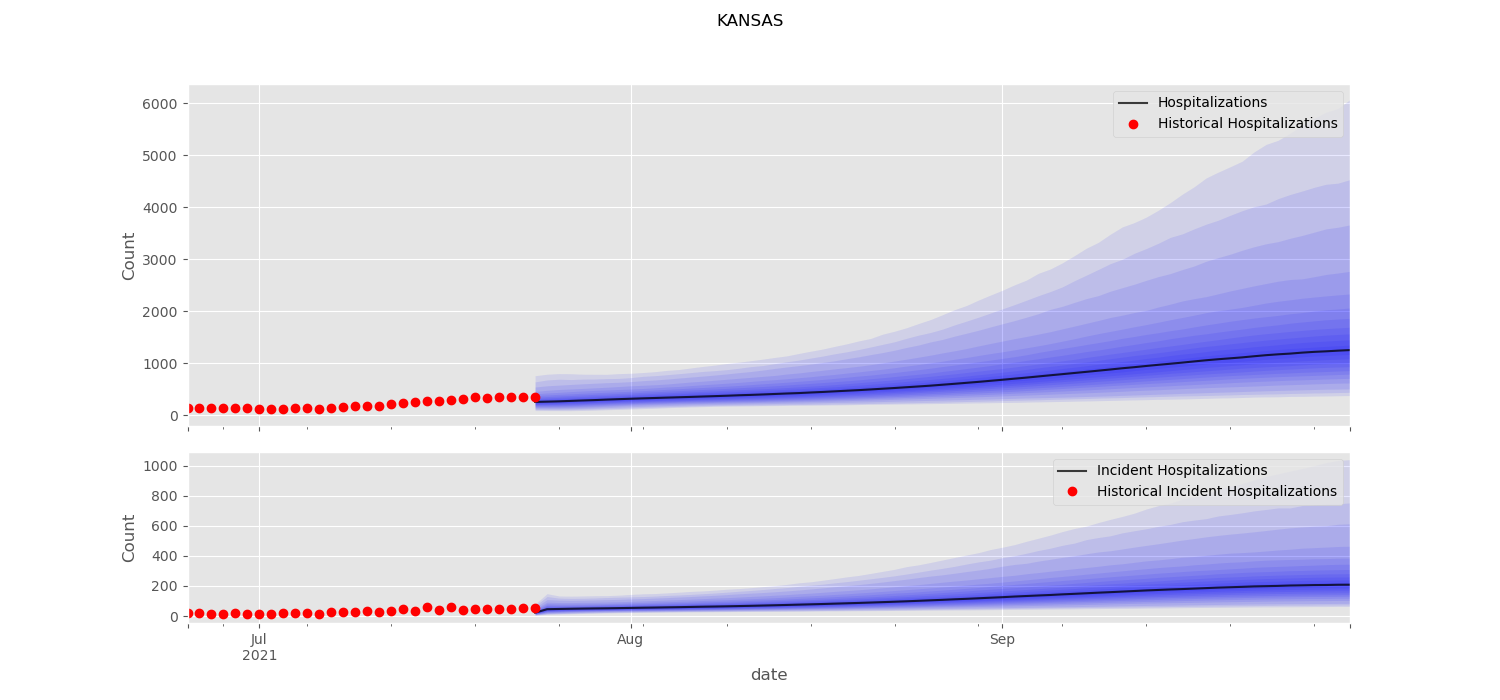 KANSAS
6000
5000
4000
3000
2000
1000
0
Count
Hospitalizations
Historical Hospitalizations
1000
800
600
400
200
0
Count
Incident Hospitalizations
Historical Incident Hospitalizations
Jul
2021
Aug
Sep
date